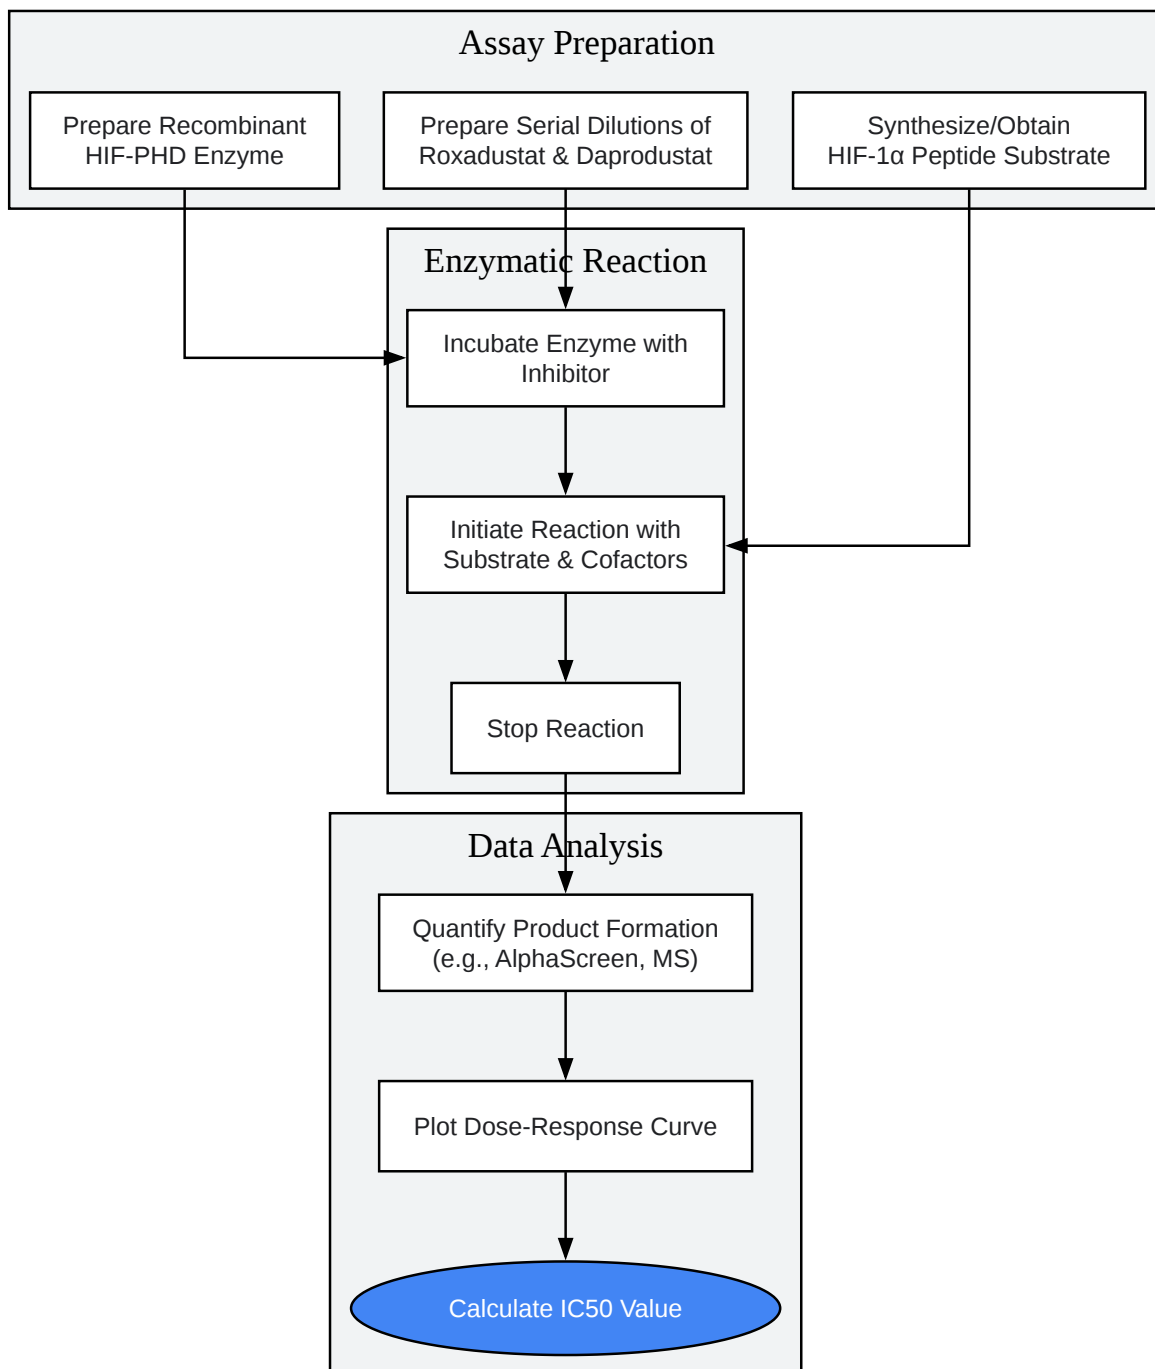 Assay Preparation
Prepare Recombinant
HIF-PHD Enzyme
Prepare Serial Dilutions of
Roxadustat & Daprodustat
Synthesize/Obtain
HIF-1α Peptide Substrate
Enzymatic Reaction
Incubate Enzyme with
Inhibitor
Initiate Reaction with
Substrate & Cofactors
Stop Reaction
Data Analysis
Quantify Product Formation
(e.g., AlphaScreen, MS)
Plot Dose-Response Curve
Calculate IC50 Value